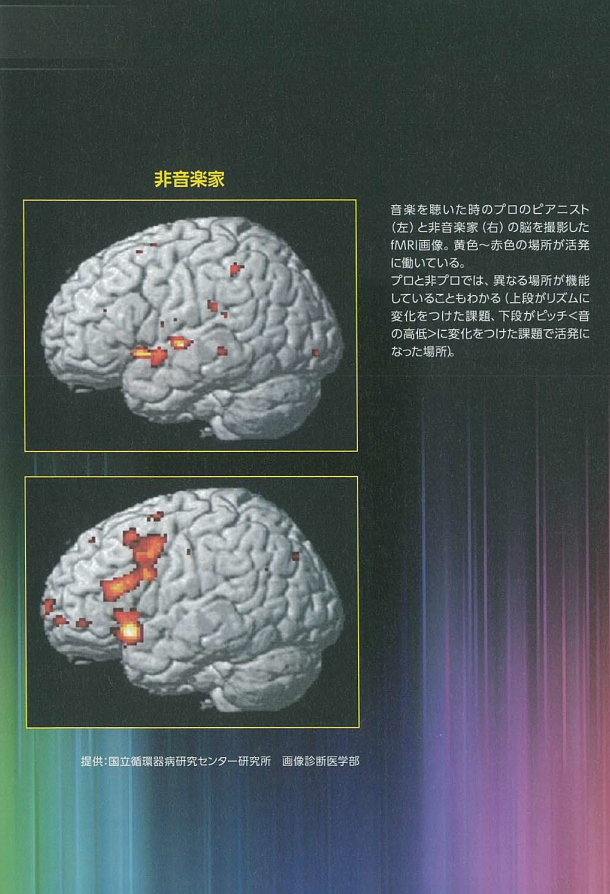 非音楽家
音楽を聴いた時のプロのピアニスト
（左）と非音楽家（右）の脳を撮影した
fMRI画像。黄色～赤色の場所が活発
に働いている。
プロと非プロでは、異なる場所が機能
していることもわかる（上段がリズムに
変化をつけた課題、下段がピッチ<音
の高低>に変化をつけた課題で活発に
なった場所）。
提供：国立循環器病研究センター研究所　画像診断医学部